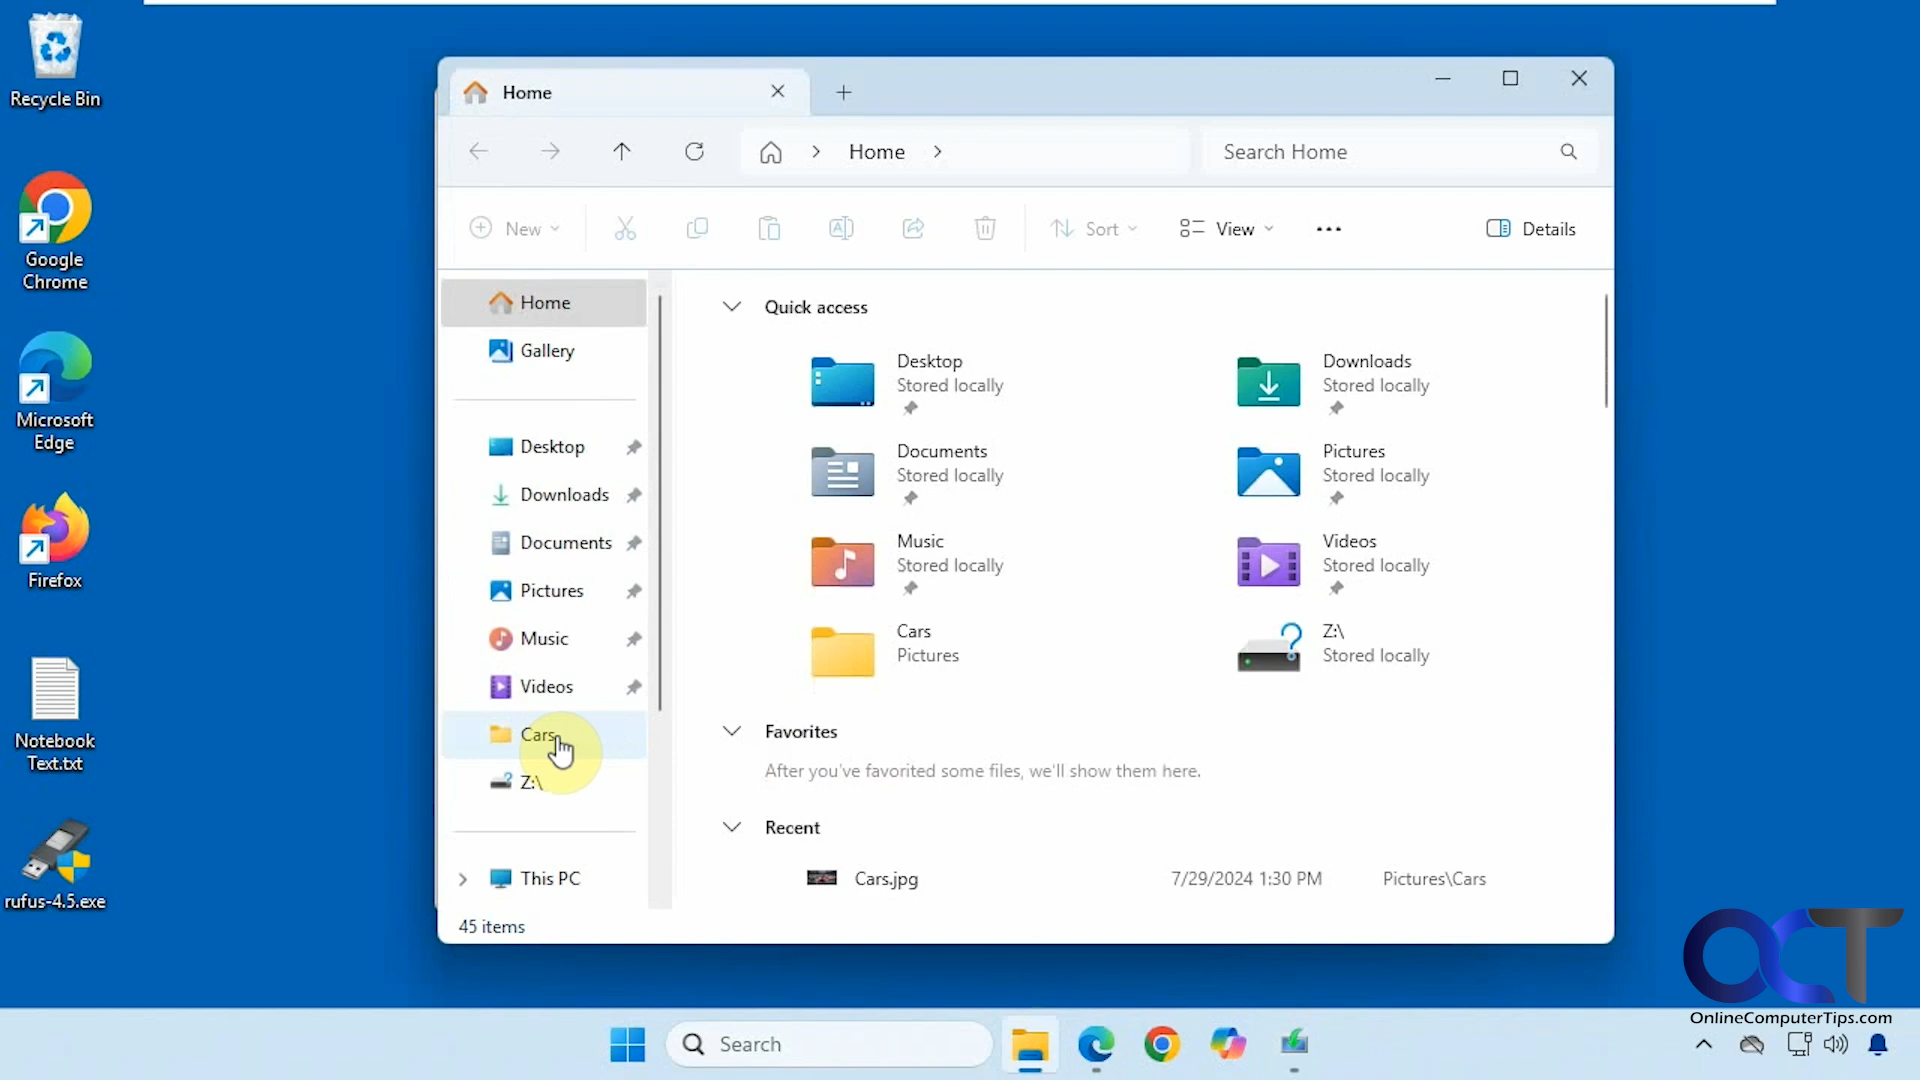 Recycle Bin
Google
Chrome
Microsoft
Edge
Firefox
Notebook
Text.txt
rufus-4.5.exe
Home
Home
Search Home
New
Sort
View
Details
Home
Gallery
Desktop
Downloads
Documents
Pictures
Music
Videos
Cars
Z:\
This PC
45 items
Quick access
Desktop
Stored locally
Downloads
Stored locally
Documents
Stored locally
Pictures
Stored locally
Music
Stored locally
Videos
Stored locally
Cars
Pictures
Z:\
Stored locally
Favorites
After you've favorited some files, we'll show them here.
Recent
Cars.jpg 7/29/2024 1:30 PM Pictures\Cars
OCT
OnlineComputerTips.com
Search